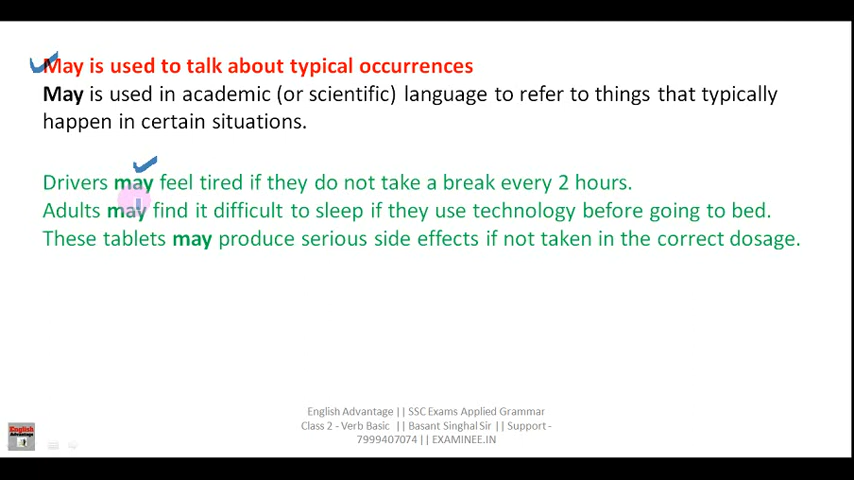 May is used to talk about typical occurrences
May is used in academic (or scientific) language to refer to things that typically
happen in certain situations.
Drivers may feel tired if they do not take a break every 2 hours.
Adults may find it difficult to sleep if they use technology before going to bed.
These tablets may produce serious side effects if not taken in the correct dosage.
English Advantage || SSC Exams Applied Grammar
Class 2 - Verb Basic || Basant Singhal Sir || Support -
7999407074 || EXAMINEE.IN
English
Advantage